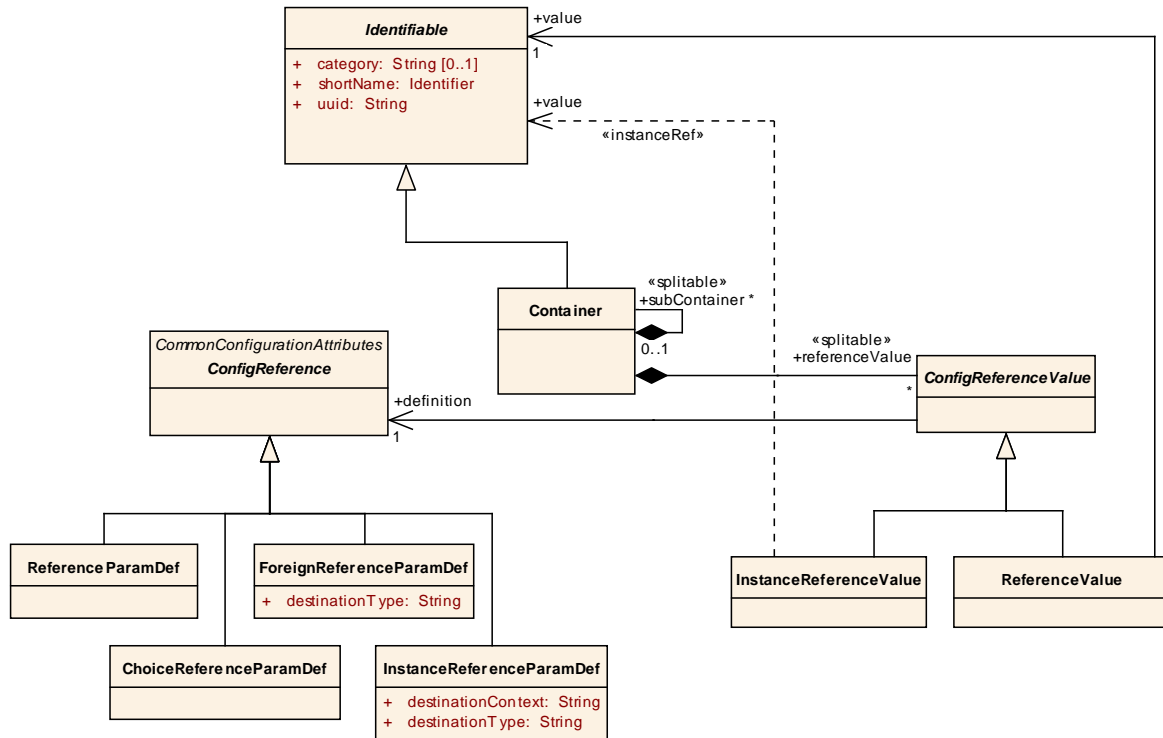 Identifiable
+ category: String [0..1]
+ shortName: Identifier
+ uuid: String
+value
1
+value
«instanceRef»
Container
«splitable»
+subContainer *
0..1
«splitable»
+referenceValue
*
CommonConfigurationAttributes
ConfigReference
+definition
1
ConfigReferenceValue
ReferenceParamDef
ForeignReferenceParamDef
+ destinationType: String
InstanceReferenceValue
ReferenceValue
ChoiceReferenceParamDef
InstanceReferenceParamDef
+ destinationContext: String
+ destinationType: String